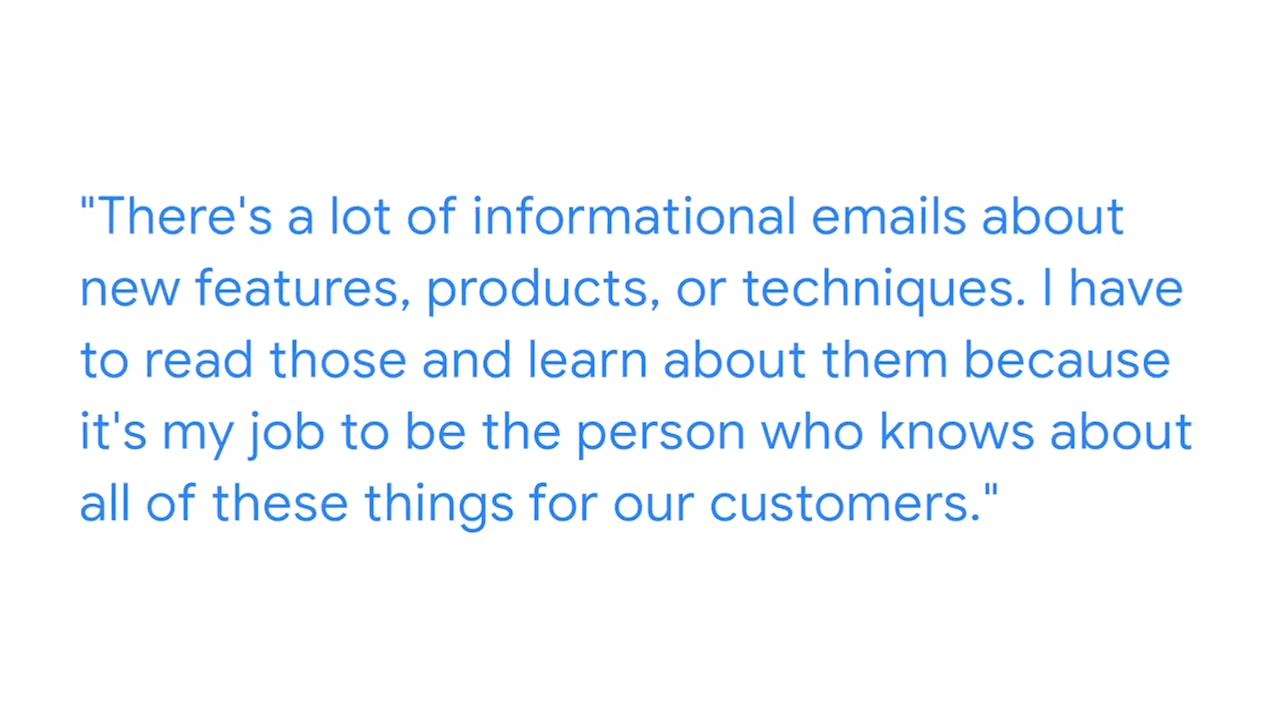 "There's a lot of informational emails about
new features, products, or techniques. I have
to read those and learn about them because
it's my job to be the person who knows about
all of these things for our customers."